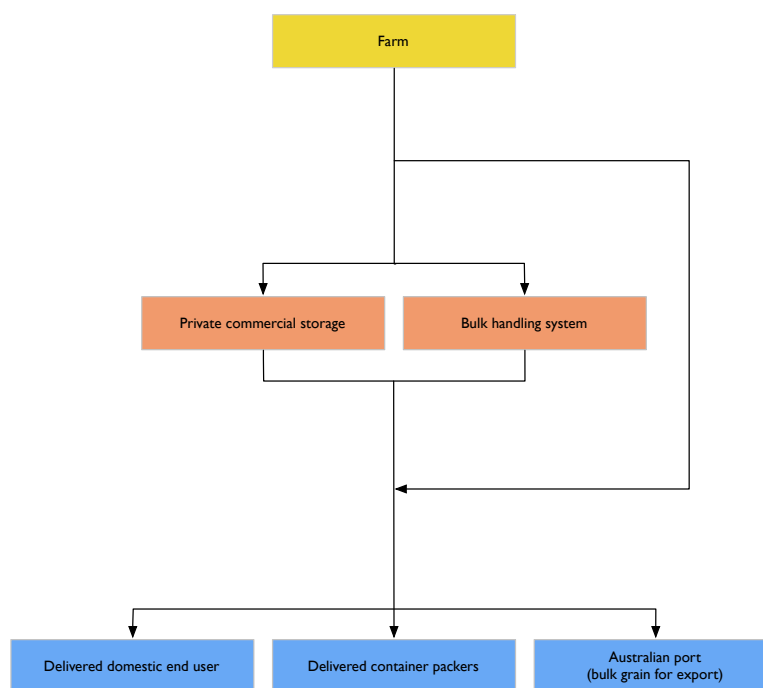 Farm
Private commercial storage
Bulk handling system
Delivered domestic end user
Delivered container packers
Australian port
(bulk grain for export)